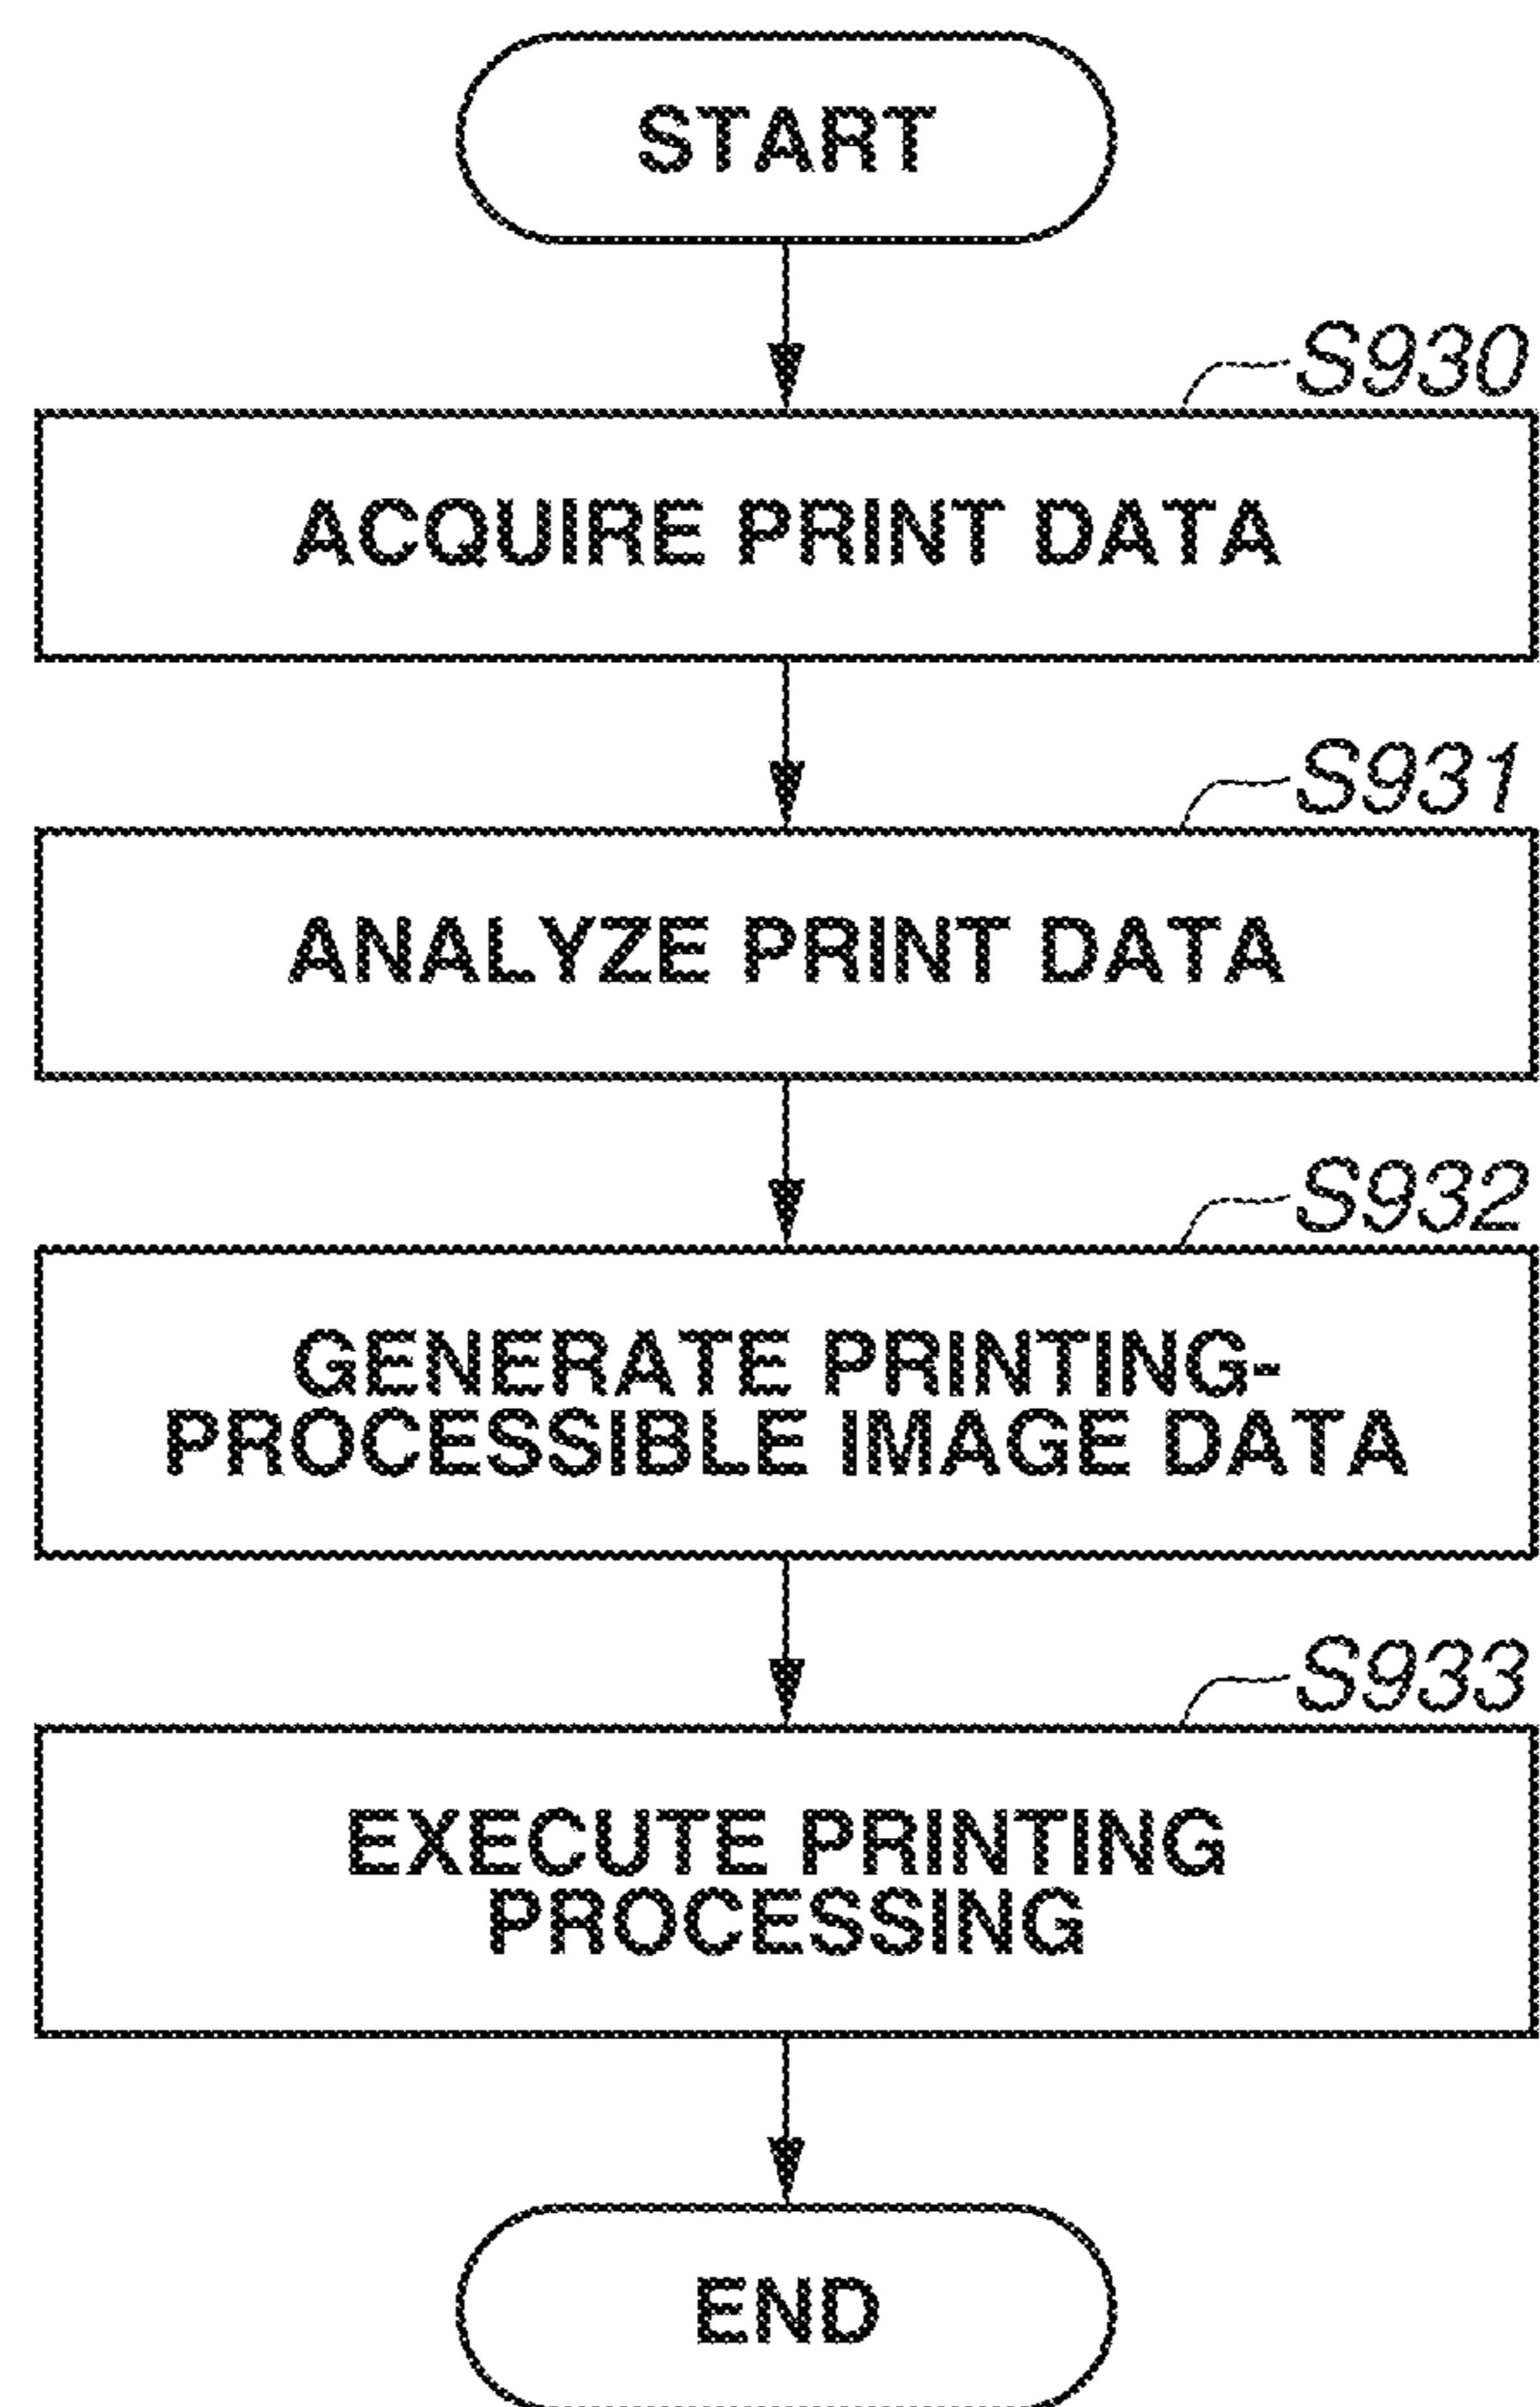 START
S930
ACQUIRE PRINT DATA
S931
ANALYZE PRINT DATA
S932
GENERATE PRINTING-
PROCESSIBLE IMAGE DATA
S933
EXECUTE PRINTING
PROCESSING
END